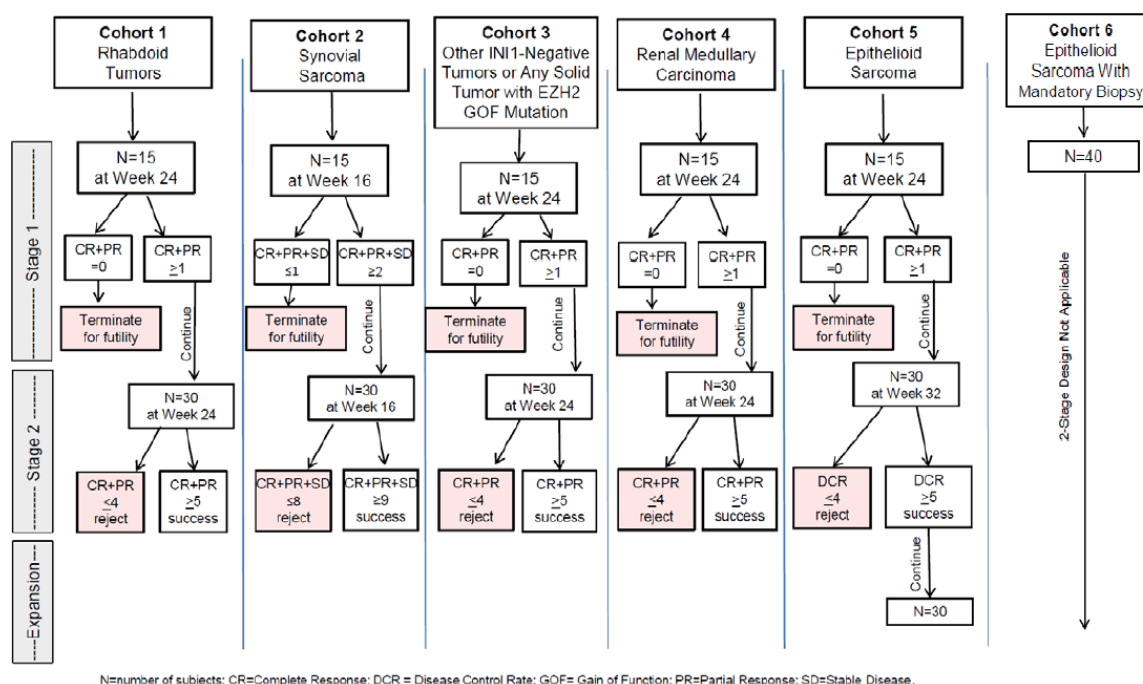 Cohort 1
Rhabdoid
Tumors
Cohort 2
Synovial
Sarcoma
Cohort 3
Other INI1-Negative
Tumors or Any Solid
Tumor with EZH2
GOF Mutation
Cohort 4
Renal Medullary
Carcinoma
Cohort 5
Epithelioid
Sarcoma
Cohort 6
Epithelioid
Sarcoma With
Mandatory Biopsy
Stage 1
N=15
at Week 24
N=15
at Week 16
N=15
at Week 24
N=15
at Week 24
N=15
at Week 24
N=40
CR+PR
=0
CR+PR
≥1
CR+PR+SD
≤1
CR+PR+SD
≥2
CR+PR
=0
CR+PR
≥1
CR+PR
=0
CR+PR
≥1
CR+PR
=0
CR+PR
≥1
Terminate
for futility
Continue
Terminate
for futility
Continue
Terminate
for futility
Continue
Terminate
for futility
Continue
Terminate
for futility
Continue
2-Stage Design Not Applicable
Stage 2
N=30
at Week 24
N=30
at Week 16
N=30
at Week 24
N=30
at Week 24
N=30
at Week 32
CR+PR
≤4
reject
CR+PR
≥5
success
CR+PR+SD
≤8
reject
CR+PR+SD
≥9
success
CR+PR
≤4
reject
CR+PR
≥5
success
CR+PR
≤4
reject
CR+PR
≥5
success
DCR
≤4
reject
DCR
≥5
success
Expansion
Continue
N=30
N=number of subjects; CR=Complete Response; DCR = Disease Control Rate; GOF= Gain of Function; PR=Partial Response; SD=Stable Disease.